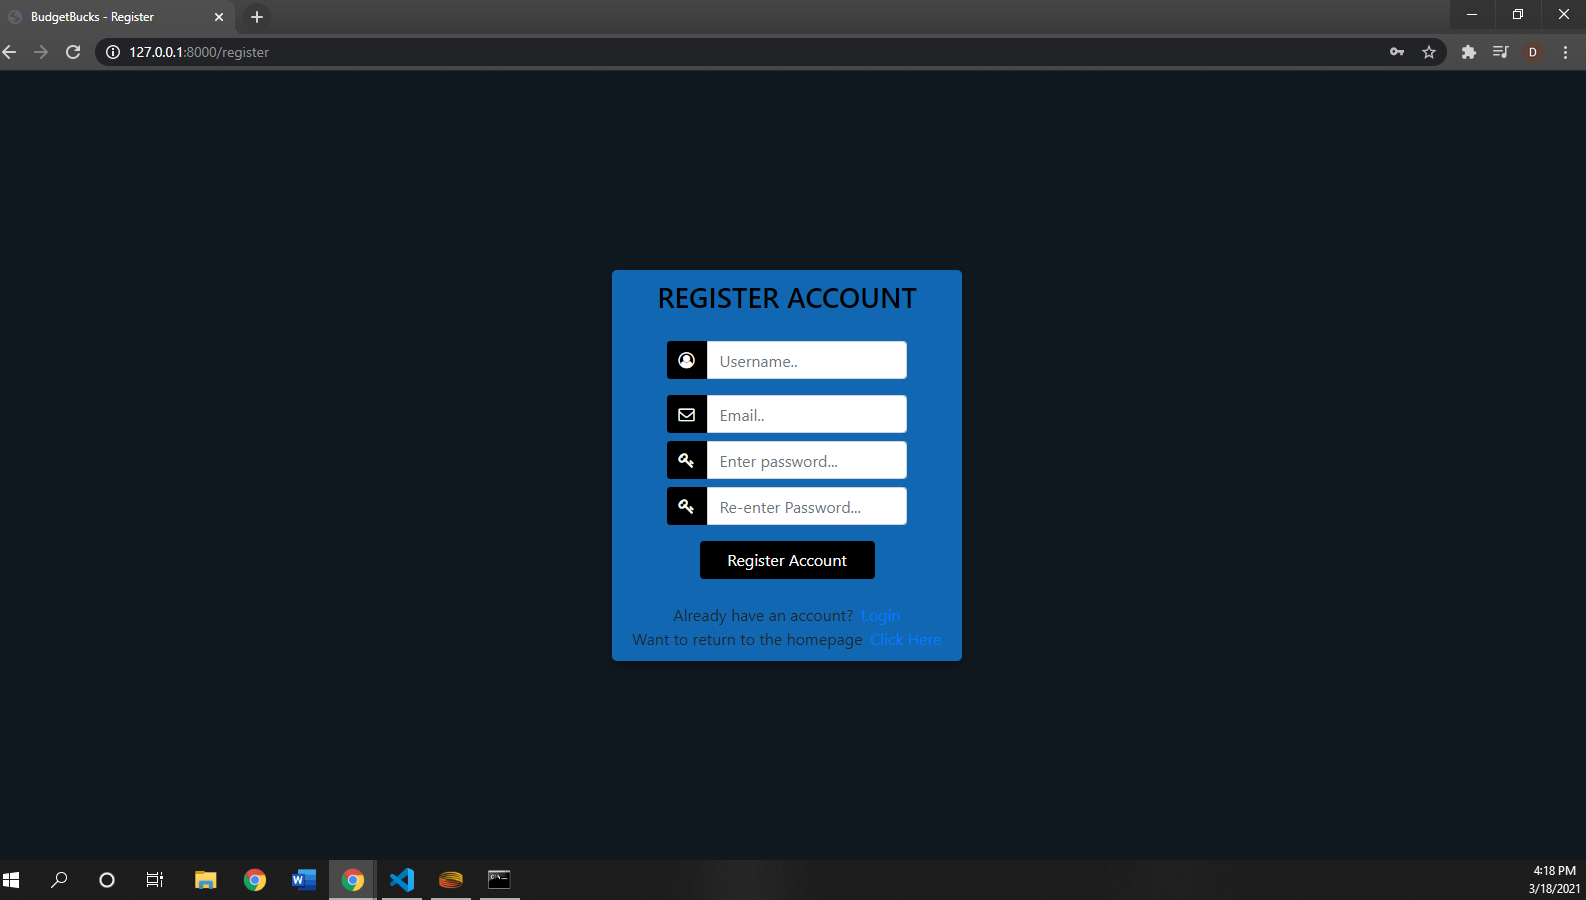 BudgetBucks - Register
127.0.0.1:8000/register
D
REGISTER ACCOUNT
Username..
Email..
Enter password...
Re-enter Password...
Register Account
Already have an account? Login
Want to return to the homepage Click Here
W
4:18 PM
3/18/2021